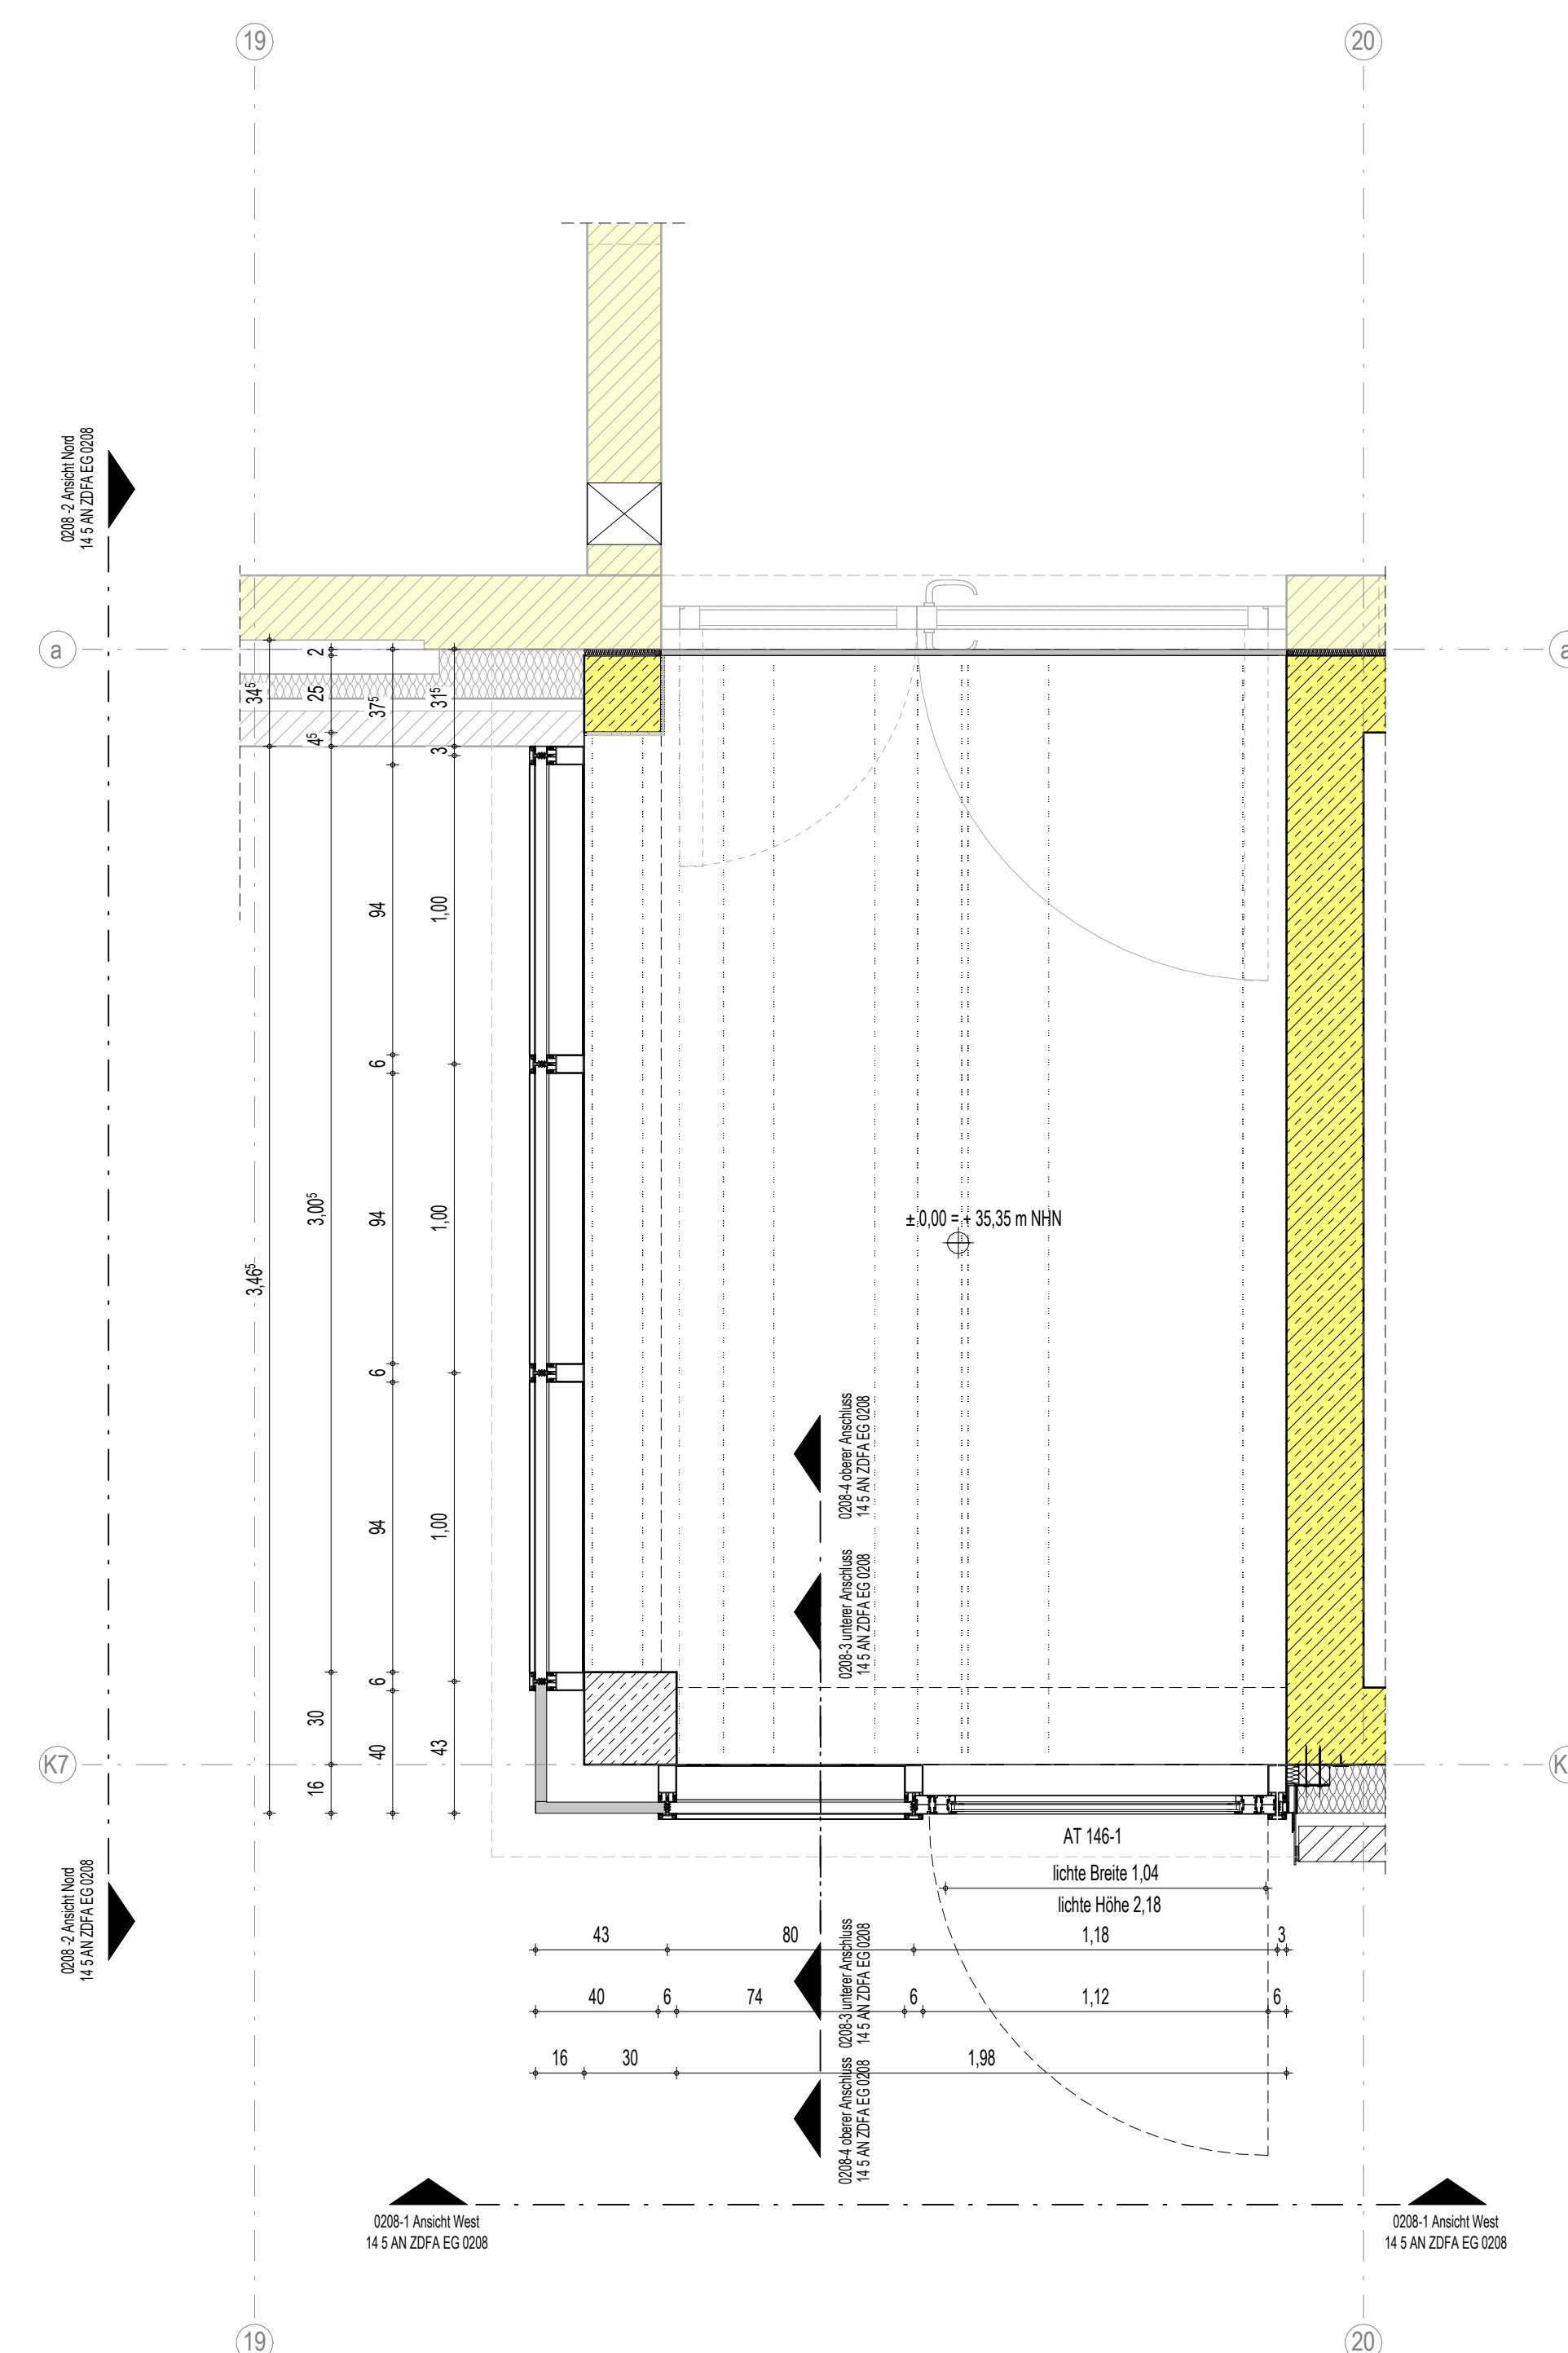 19
20
0208 -2 Ansicht Nord
14 5 AN ZDFA EG 0208
a
a
34⁵
2
25
4⁵
37⁵
31⁵
3
94
1,00
6
3,46⁵
3,00⁵
94
1,00
± 0,00 = + 35,35 m NHN
6
94
1,00
0208-4 oberer Anschluss
14 5 AN ZDFA EG 0208
0208-3 unterer Anschluss
14 5 AN ZDFA EG 0208
6
30
40
43
16
K7
K
AT 146-1
lichte Breite 1,04
lichte Höhe 2,18
0208 -2 Ansicht Nord
14 5 AN ZDFA EG 0208
43
80
1,18
3
40
6
74
6
1,12
6
16
30
1,98
0208-3 unterer Anschluss
14 5 AN ZDFA EG 0208
0208-4 oberer Anschluss
14 5 AN ZDFA EG 0208
0208-1 Ansicht West
14 5 AN ZDFA EG 0208
0208-1 Ansicht West
14 5 AN ZDFA EG 0208
19
20